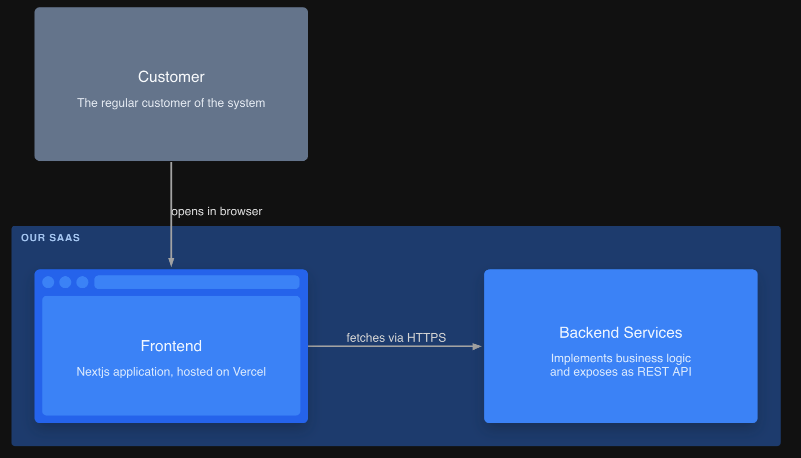 Customer
The regular customer of the system
opens in browser
OUR SAAS
Frontend
Nextjs application, hosted on Vercel
fetches via HTTPS
Backend Services
Implements business logic
and exposes as REST API